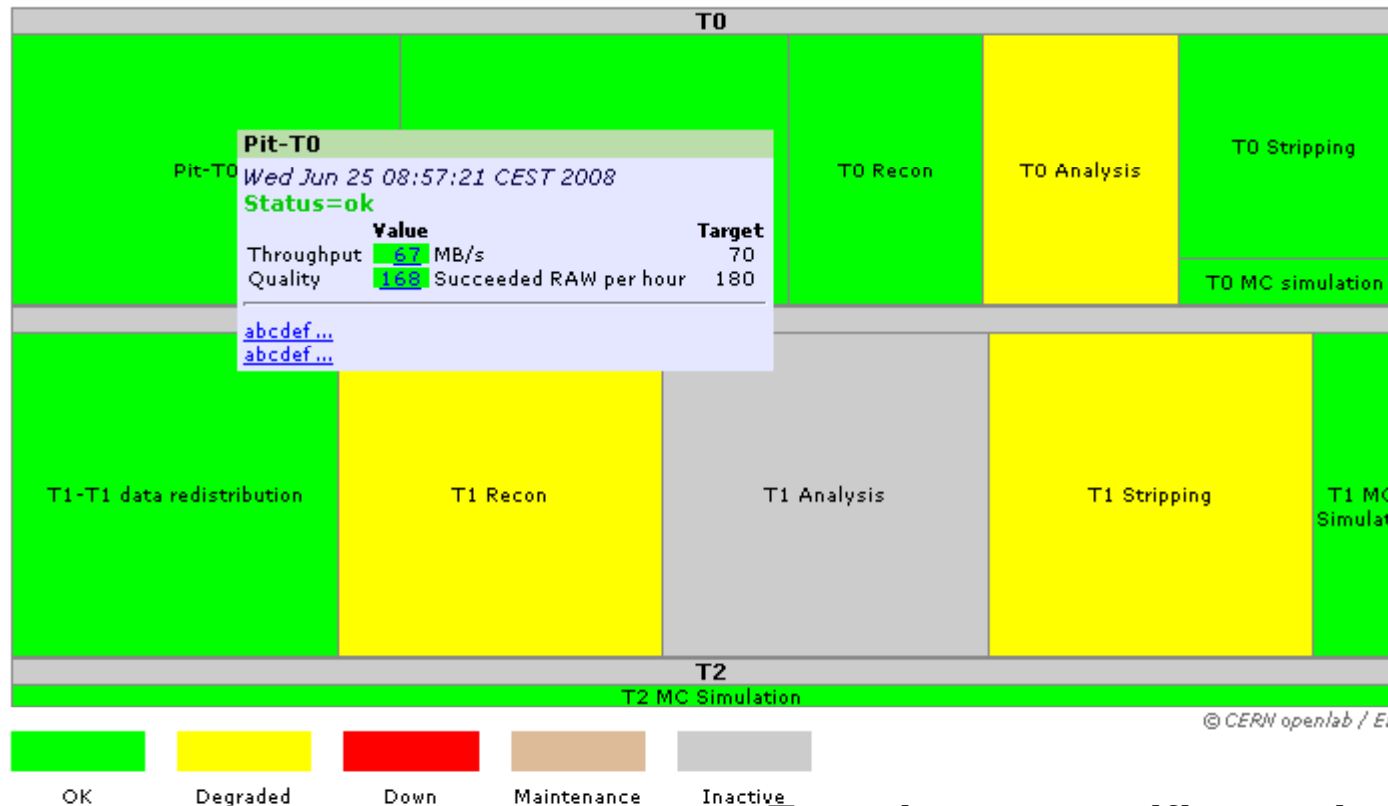 T0
Pit-T0
T0 Recon
T0 Analysis
T0 Stripping
T0 MC simulation
Pit-T0
Wed Jun 25 08:57:21 CEST 2008
Status=ok
Value Target
Throughput 67 MB/s 70
Quality 168 Succeeded RAW per hour 180
abcdef...
abcdef...
T1-T1 data redistribution
T1 Recon
T1 Analysis
T1 Stripping
T1
T2
T2 MC Simulation
© CERN openlab /
OK
Degraded
Down
Maintenance
Inactive